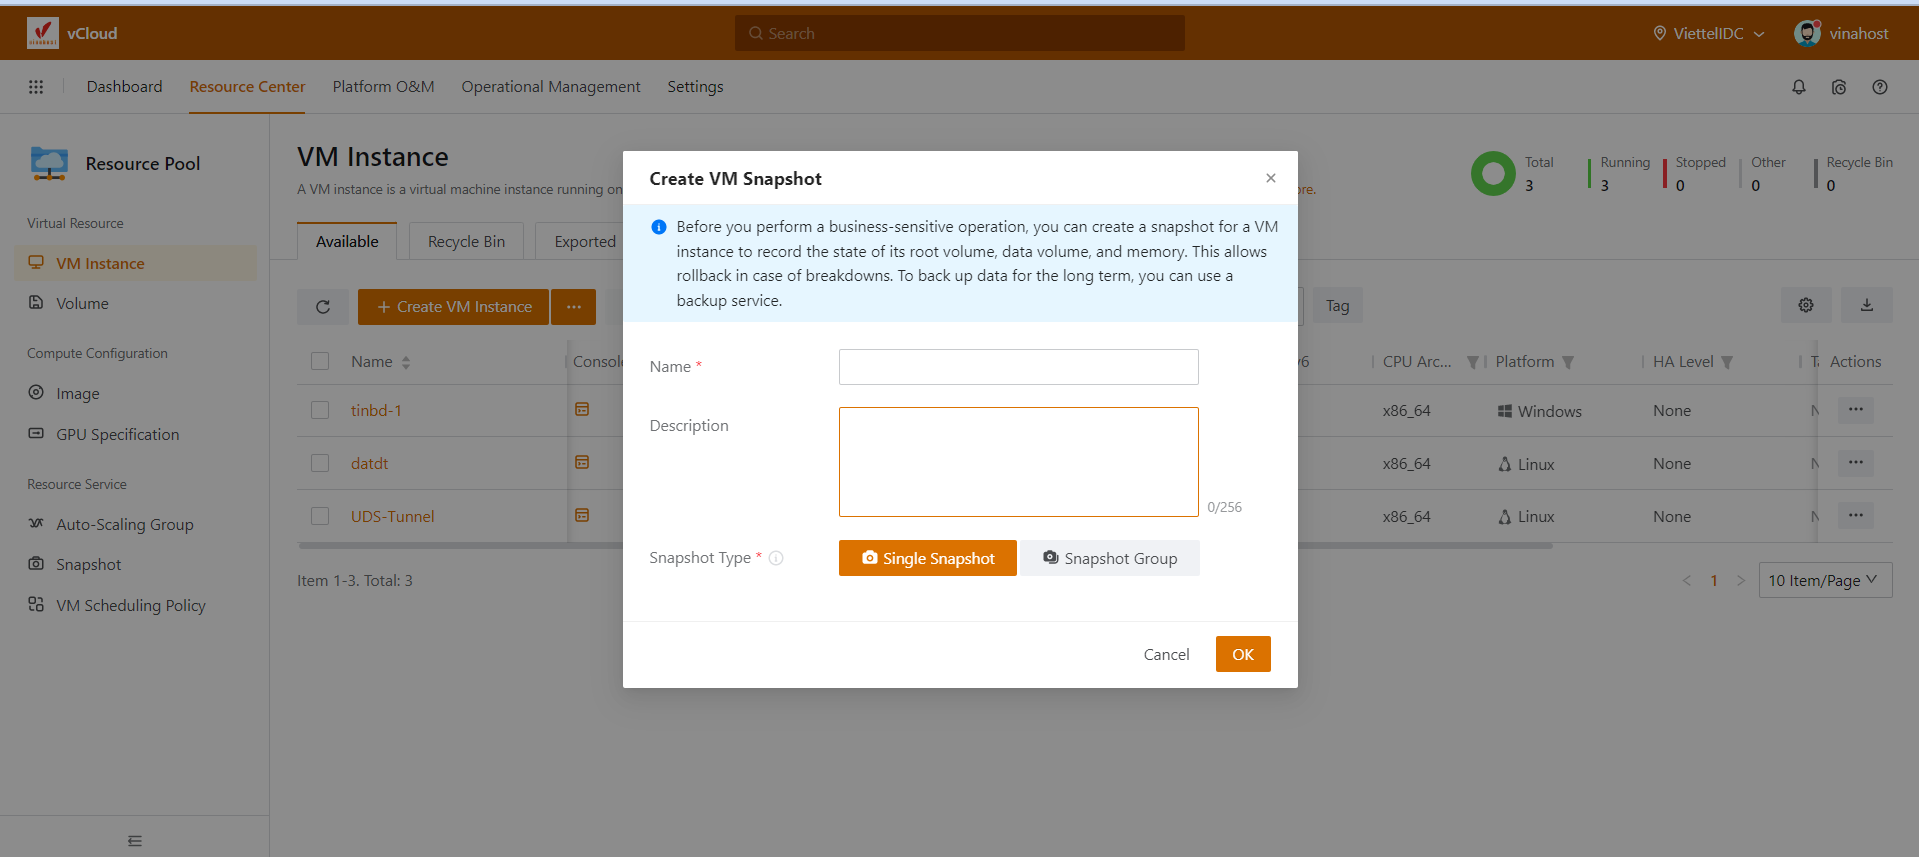 vCloud
Search
ViettelIDC
vinahost
Dashboard
Resource Center
Platform O&M
Operational Management
Settings
Resource Pool
Virtual Resource
VM Instance
Volume
Compute Configuration
Image
GPU Specification
Resource Service
Auto-Scaling Group
Snapshot
VM Scheduling Policy
VM Instance
A VM instance is a virtual machine instance running on
Total
3
Running
3
Stopped
0
Other
0
Recycle Bin
0
Available
Recycle Bin
Exported
Create VM Instance
Tag
Name
CPU Arc...
Platform
HA Level
Actions
tinbd-1
x86_64
Windows
None
datdt
x86_64
Linux
None
UDS-Tunnel
x86_64
Linux
None
Item 1-3. Total: 3
< 1 >
10 Item/Page
Create VM Snapshot
Before you perform a business-sensitive operation, you can create a snapshot for a VM
instance to record the state of its root volume, data volume, and memory. This allows
rollback in case of breakdowns. To back up data for the long term, you can use a
backup service.
Name *
Description
0/256
Snapshot Type *
Single Snapshot
Snapshot Group
Cancel
OK